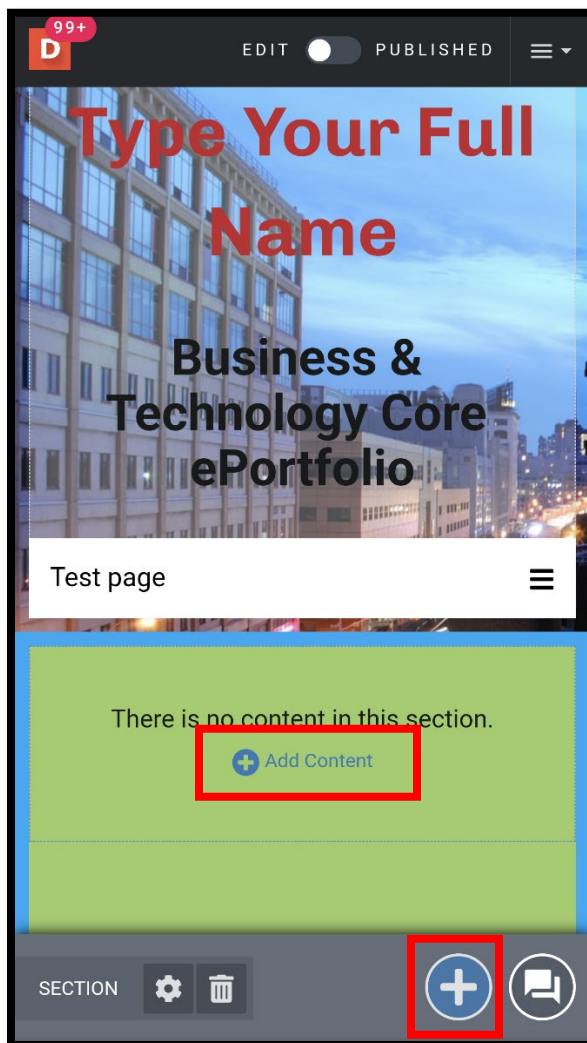 99+
D
EDIT PUBLISHED
Type Your Full
Name
Business &
Technology Core
ePortfolio
Test page
There is no content in this section.
Add Content
SECTION